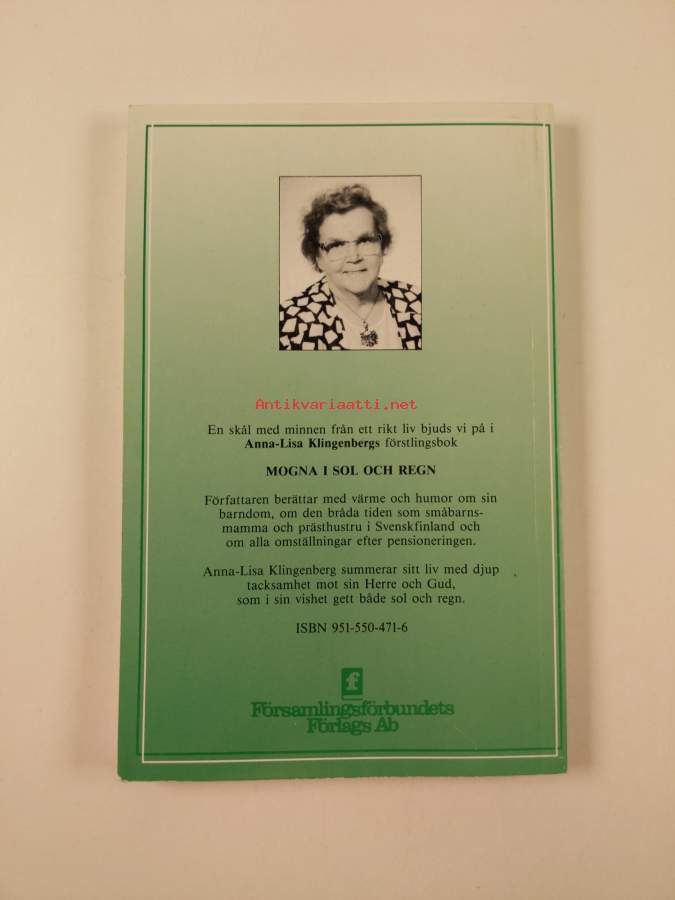 Antikvariaatti.net
En skål med minnen från ett rikt liv bjuds vi på i
Anna-Lisa Klingenbergs förstlingsbok
MOGNA I SOL OCH REGN
Författaren berättar med värme och humor om sin
barndom, om den bråda tiden som småbarns-
mamma och prästhustru i Svenskfinland och
om alla omställningar efter pensioneringen.
Anna-Lisa Klingenberg summerar sitt liv med djup
tacksamhet mot sin Herre och Gud,
som i sin vishet gett både sol och regn.
ISBN 951-550-471-6
f
Församlingsförbundets
Förlags Ab